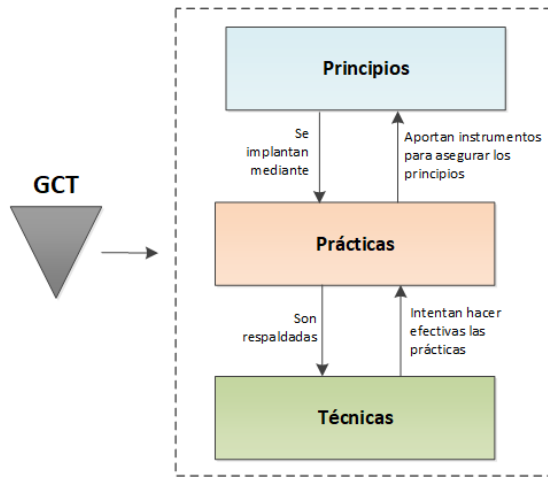 Principios
Se
implantan
mediante
Aportan instrumentos
para asegurar los
principios
GCT
Prácticas
Son
respaldadas
Intentan hacer
efectivas las
prácticas
Técnicas